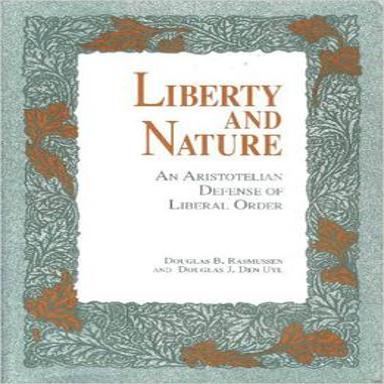 LIBERTY
AND
NATURE
AN ARISTOTELIAN
DEFENSE OF
LIBERAL ORDER
DOUGLAS B. RASMUSSEN
AND DOUGLAS J. DEN UYL